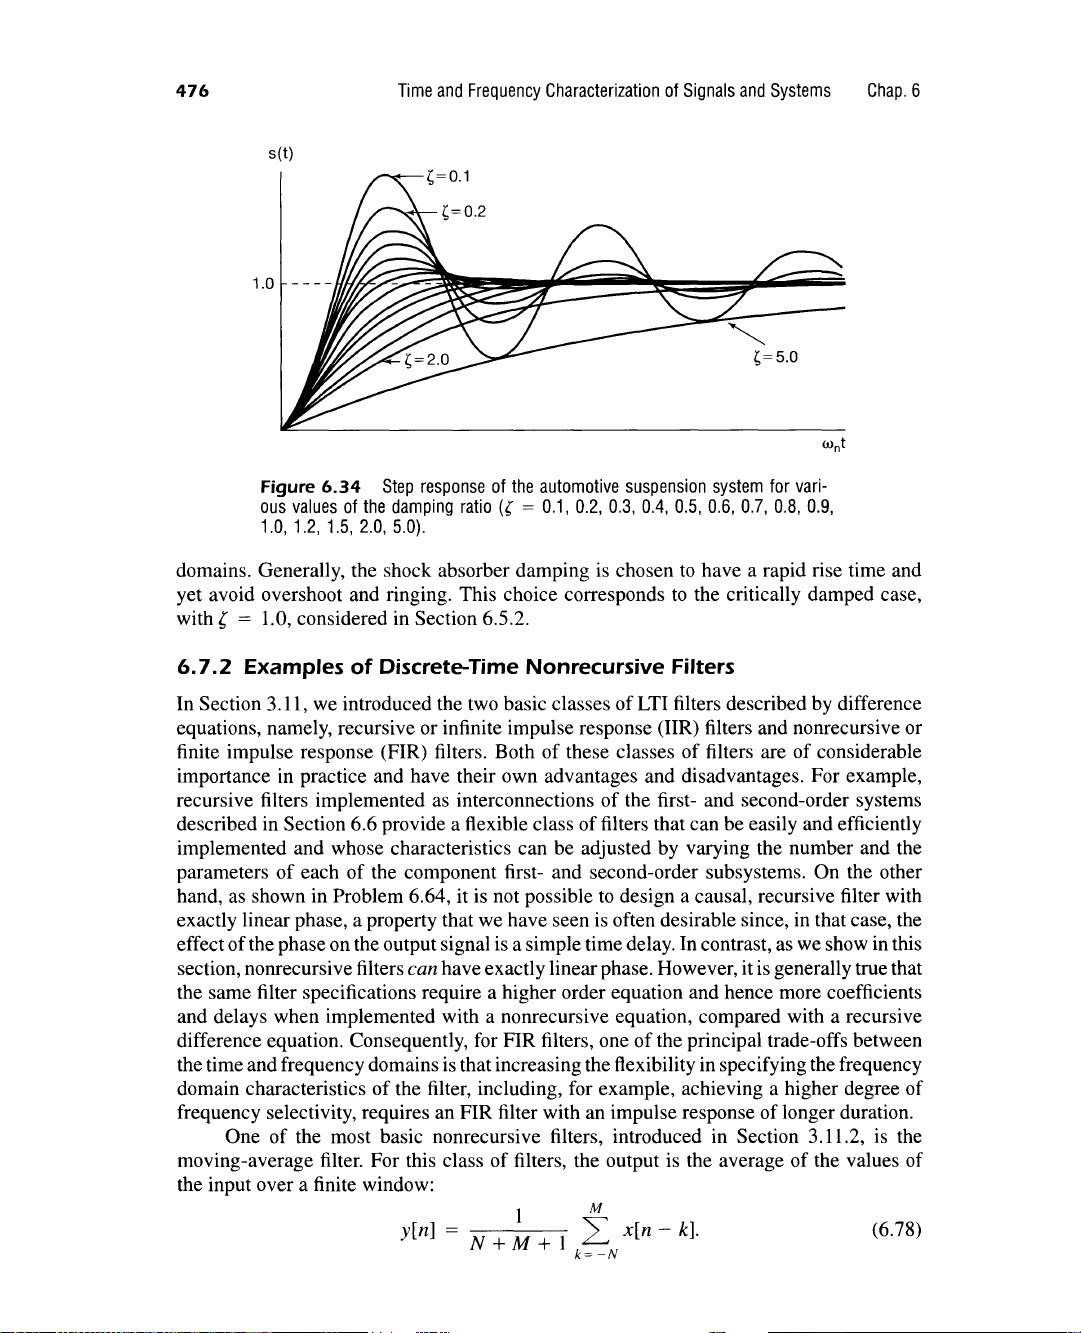 476 Time and Frequency Characterization of Signals and Systems Chap. 6
s(t)
ζ=0.1
ζ=0.2
1.0
ζ=2.0
ζ=5.0
ωnt
Figure 6.34 Step response of the automotive suspension system for vari-
ous values of the damping ratio (ζ = 0.1, 0.2, 0.3, 0.4, 0.5, 0.6, 0.7, 0.8, 0.9,
1.0, 1.2, 1.5, 2.0, 5.0).
domains. Generally, the shock absorber damping is chosen to have a rapid rise time and
yet avoid overshoot and ringing. This choice corresponds to the critically damped case,
with ζ = 1.0, considered in Section 6.5.2.
6.7.2 Examples of Discrete-Time Nonrecursive Filters
In Section 3.11, we introduced the two basic classes of LTI filters described by difference
equations, namely, recursive or infinite impulse response (IIR) filters and nonrecursive or
finite impulse response (FIR) filters. Both of these classes of filters are of considerable
importance in practice and have their own advantages and disadvantages. For example,
recursive filters implemented as interconnections of the first- and second-order systems
described in Section 6.6 provide a flexible class of filters that can be easily and efficiently
implemented and whose characteristics can be adjusted by varying the number and the
parameters of each of the component first- and second-order subsystems. On the other
hand, as shown in Problem 6.64, it is not possible to design a causal, recursive filter with
exactly linear phase, a property that we have seen is often desirable since, in that case, the
effect of the phase on the output signal is a simple time delay. In contrast, as we show in this
section, nonrecursive filters can have exactly linear phase. However, it is generally true that
the same filter specifications require a higher order equation and hence more coefficients
and delays when implemented with a nonrecursive equation, compared with a recursive
difference equation. Consequently, for FIR filters, one of the principal trade-offs between
the time and frequency domains is that increasing the flexibility in specifying the frequency
domain characteristics of the filter, including, for example, achieving a higher degree of
frequency selectivity, requires an FIR filter with an impulse response of longer duration.
One of the most basic nonrecursive filters, introduced in Section 3.11.2, is the
moving-average filter. For this class of filters, the output is the average of the values of
the input over a finite window:
y[n] = 1/(N + M + 1) ∑_{k=-N}^{M} x[n − k]. (6.78)